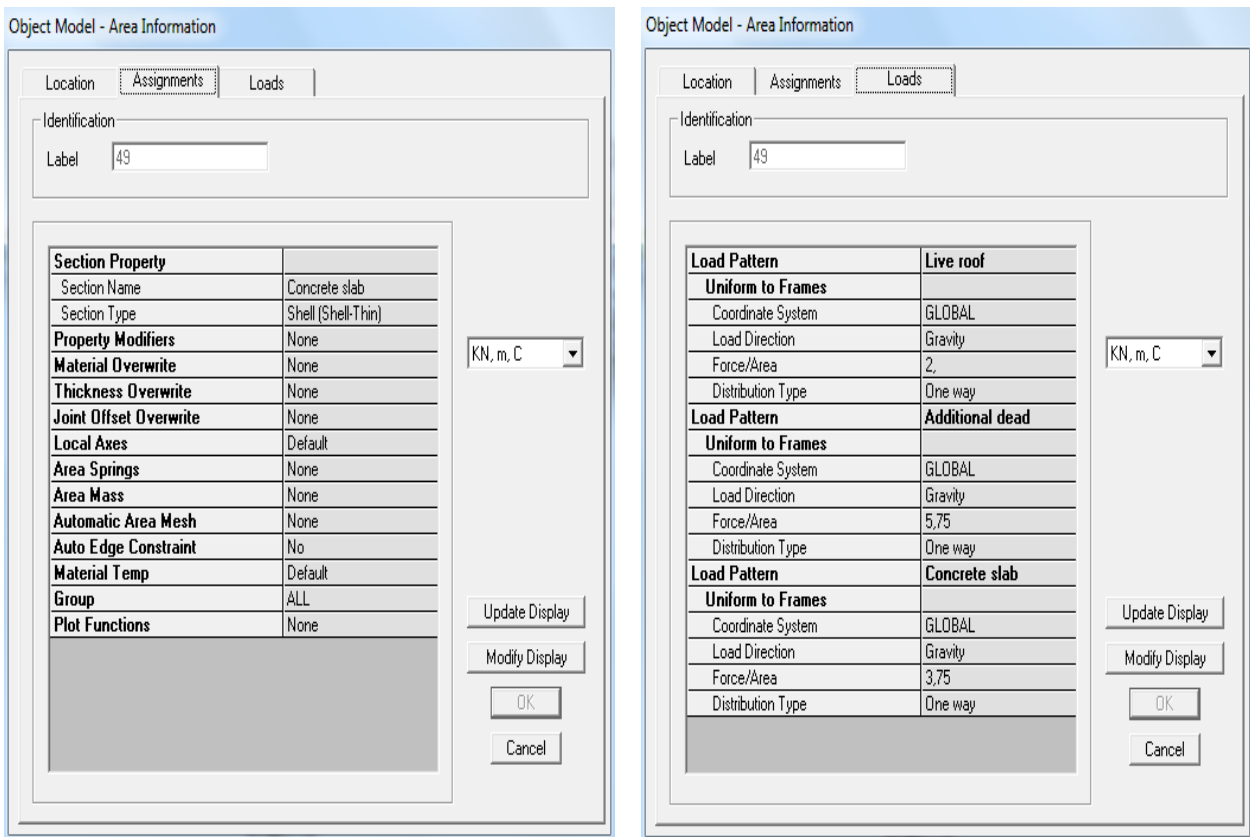 Object Model - Area Information
Location Assignments Loads
Identification
Label 49
Section Property
Section Name Concrete slab
Section Type Shell (Shell-Thin)
Property Modifiers None
Material Overwrite None
Thickness Overwrite None
Joint Offset Overwrite None
Local Axes Default
Area Springs None
Area Mass None
Automatic Area Mesh None
Auto Edge Constraint No
Material Temp Default
Group ALL
Plot Functions None
KN, m, C
Update Display
Modify Display
OK
Cancel
Object Model - Area Information
Location Assignments Loads
Identification
Label 49
Load Pattern Live roof
Uniform to Frames
Coordinate System GLOBAL
Load Direction Gravity
Force/Area 2,
Distribution Type One way
Load Pattern Additional dead
Uniform to Frames
Coordinate System GLOBAL
Load Direction Gravity
Force/Area 5,75
Distribution Type One way
Load Pattern Concrete slab
Uniform to Frames
Coordinate System GLOBAL
Load Direction Gravity
Force/Area 3,75
Distribution Type One way
KN, m, C
Update Display
Modify Display
OK
Cancel